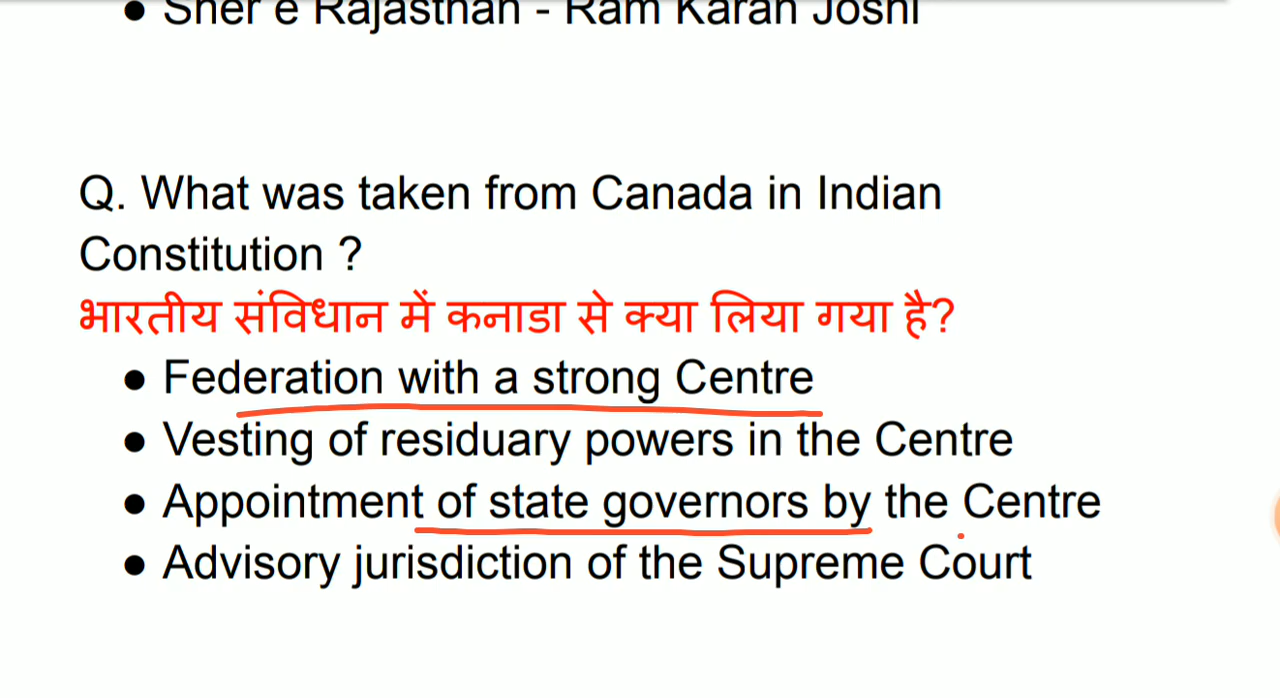 ● Sher e Rajasthan - Ram Karan Joshi
Q. What was taken from Canada in Indian
Constitution ?
भारतीय संविधान में कनाडा से क्या लिया गया है?
● Federation with a strong Centre
● Vesting of residuary powers in the Centre
● Appointment of state governors by the Centre
● Advisory jurisdiction of the Supreme Court